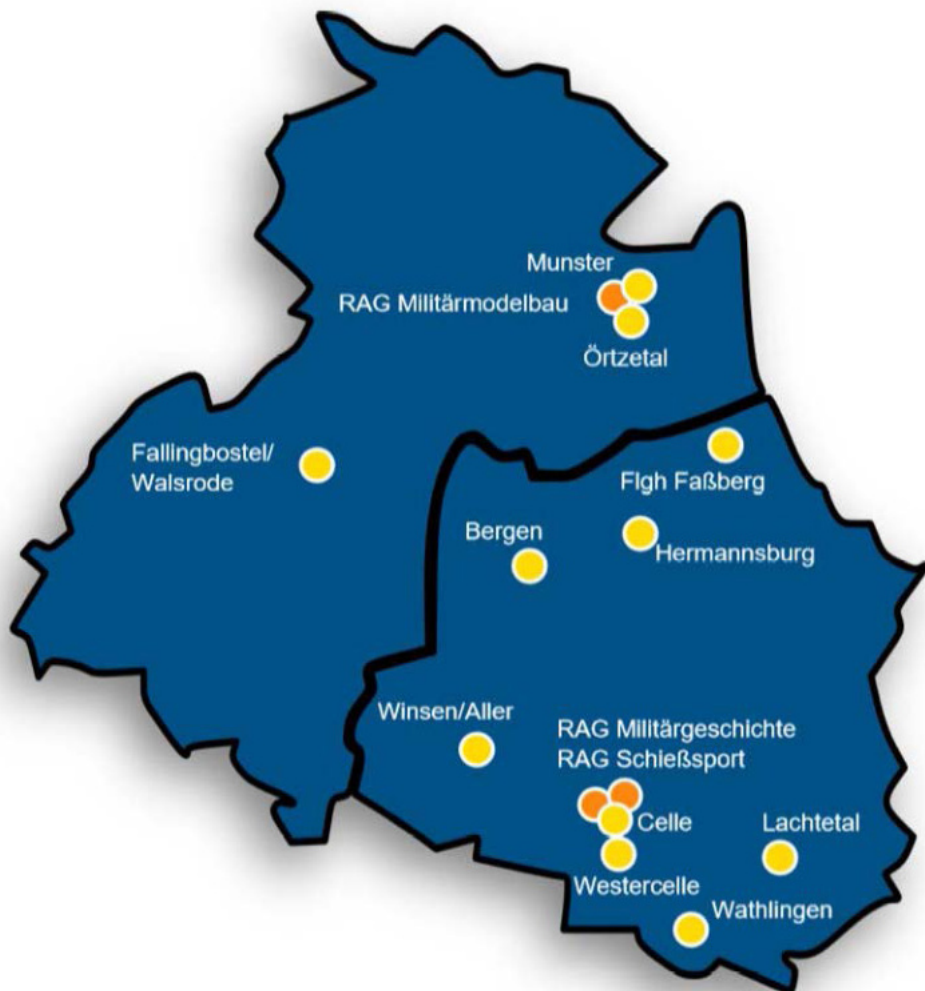 Munster
RAG Militärmodelbau
Örtzetal
Fallingbostel/
Walsrode
Flgh Faßberg
Bergen
Hermannsburg
Winsen/Aller
RAG Militärgeschichte
RAG Schießsport
Celle
Lachtetal
Westercelle
Wathlingen